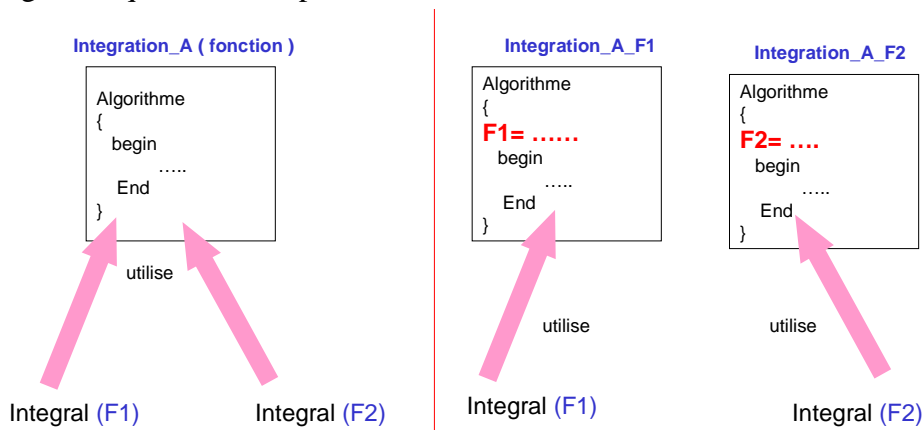 Integration_A ( fonction )
Algorithme
{
begin
…..
End
}
utilise
Integral (F1)
Integral (F2)
Integration_A_F1
Algorithme
{
F1= ……
begin
…..
End
}
utilise
Integral (F1)
Integration_A_F2
Algorithme
{
F2= ….
begin
…..
End
}
utilise
Integral (F2)